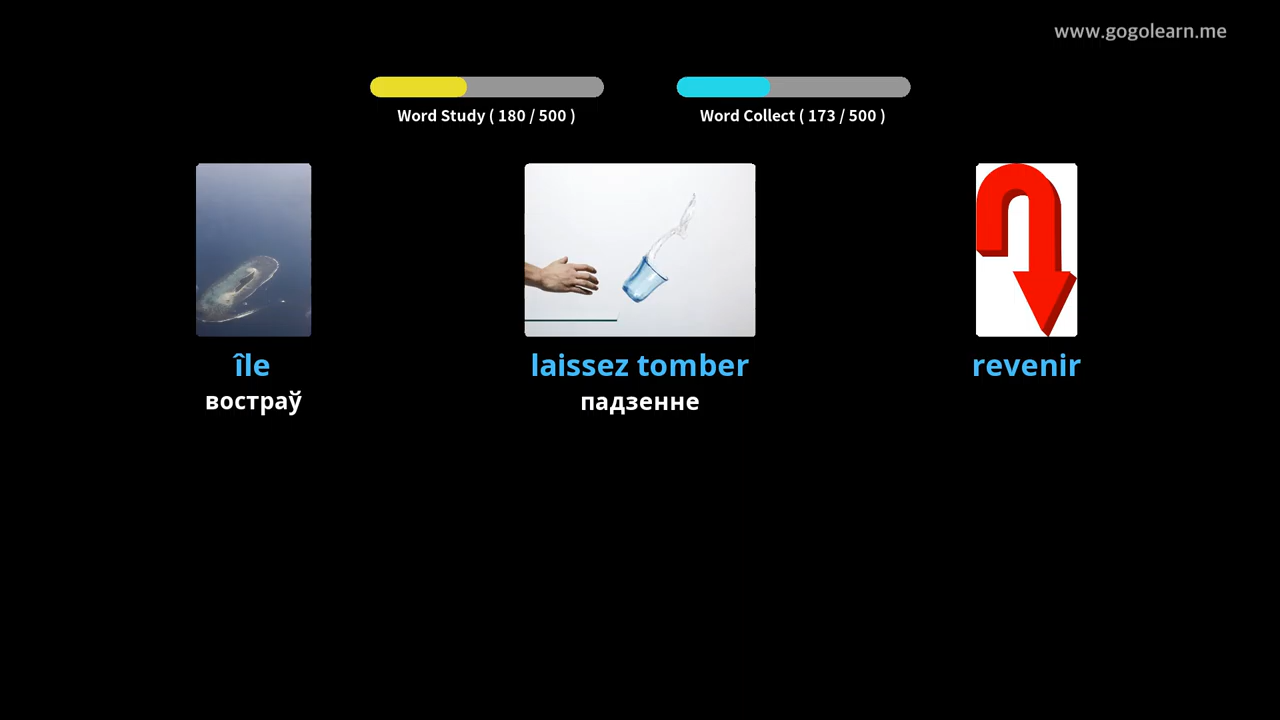 www.gogolearn.me
Word Study ( 180 / 500 )
Word Collect ( 173 / 500 )
île
laissez tomber
revenir
востраў
падзенне